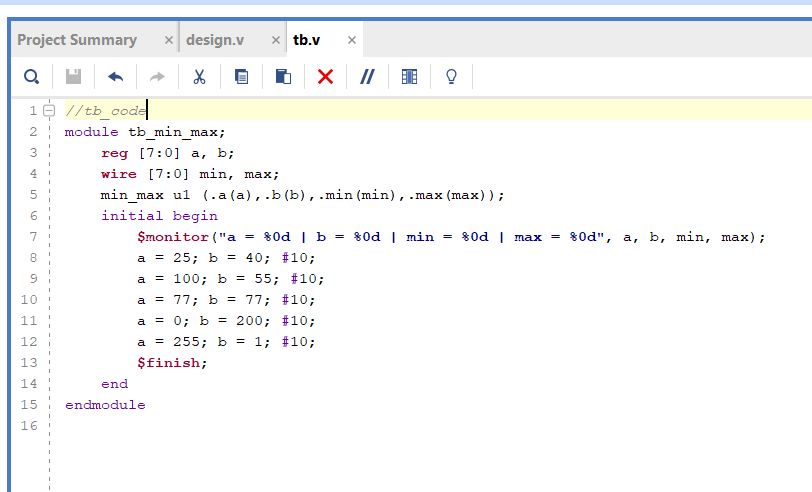 Project Summary × design.v × tb.v ×
1 //tb_code
2 module tb_min_max;
3 reg [7:0] a, b;
4 wire [7:0] min, max;
5 min_max u1 (.a(a),.b(b),.min(min),.max(max));
6 initial begin
7 $monitor("a = %0d | b = %0d | min = %0d | max = %0d", a, b, min, max);
8 a = 25; b = 40; #10;
9 a = 100; b = 55; #10;
10 a = 77; b = 77; #10;
11 a = 0; b = 200; #10;
12 a = 255; b = 1; #10;
13 $finish;
14 end
15 endmodule
16